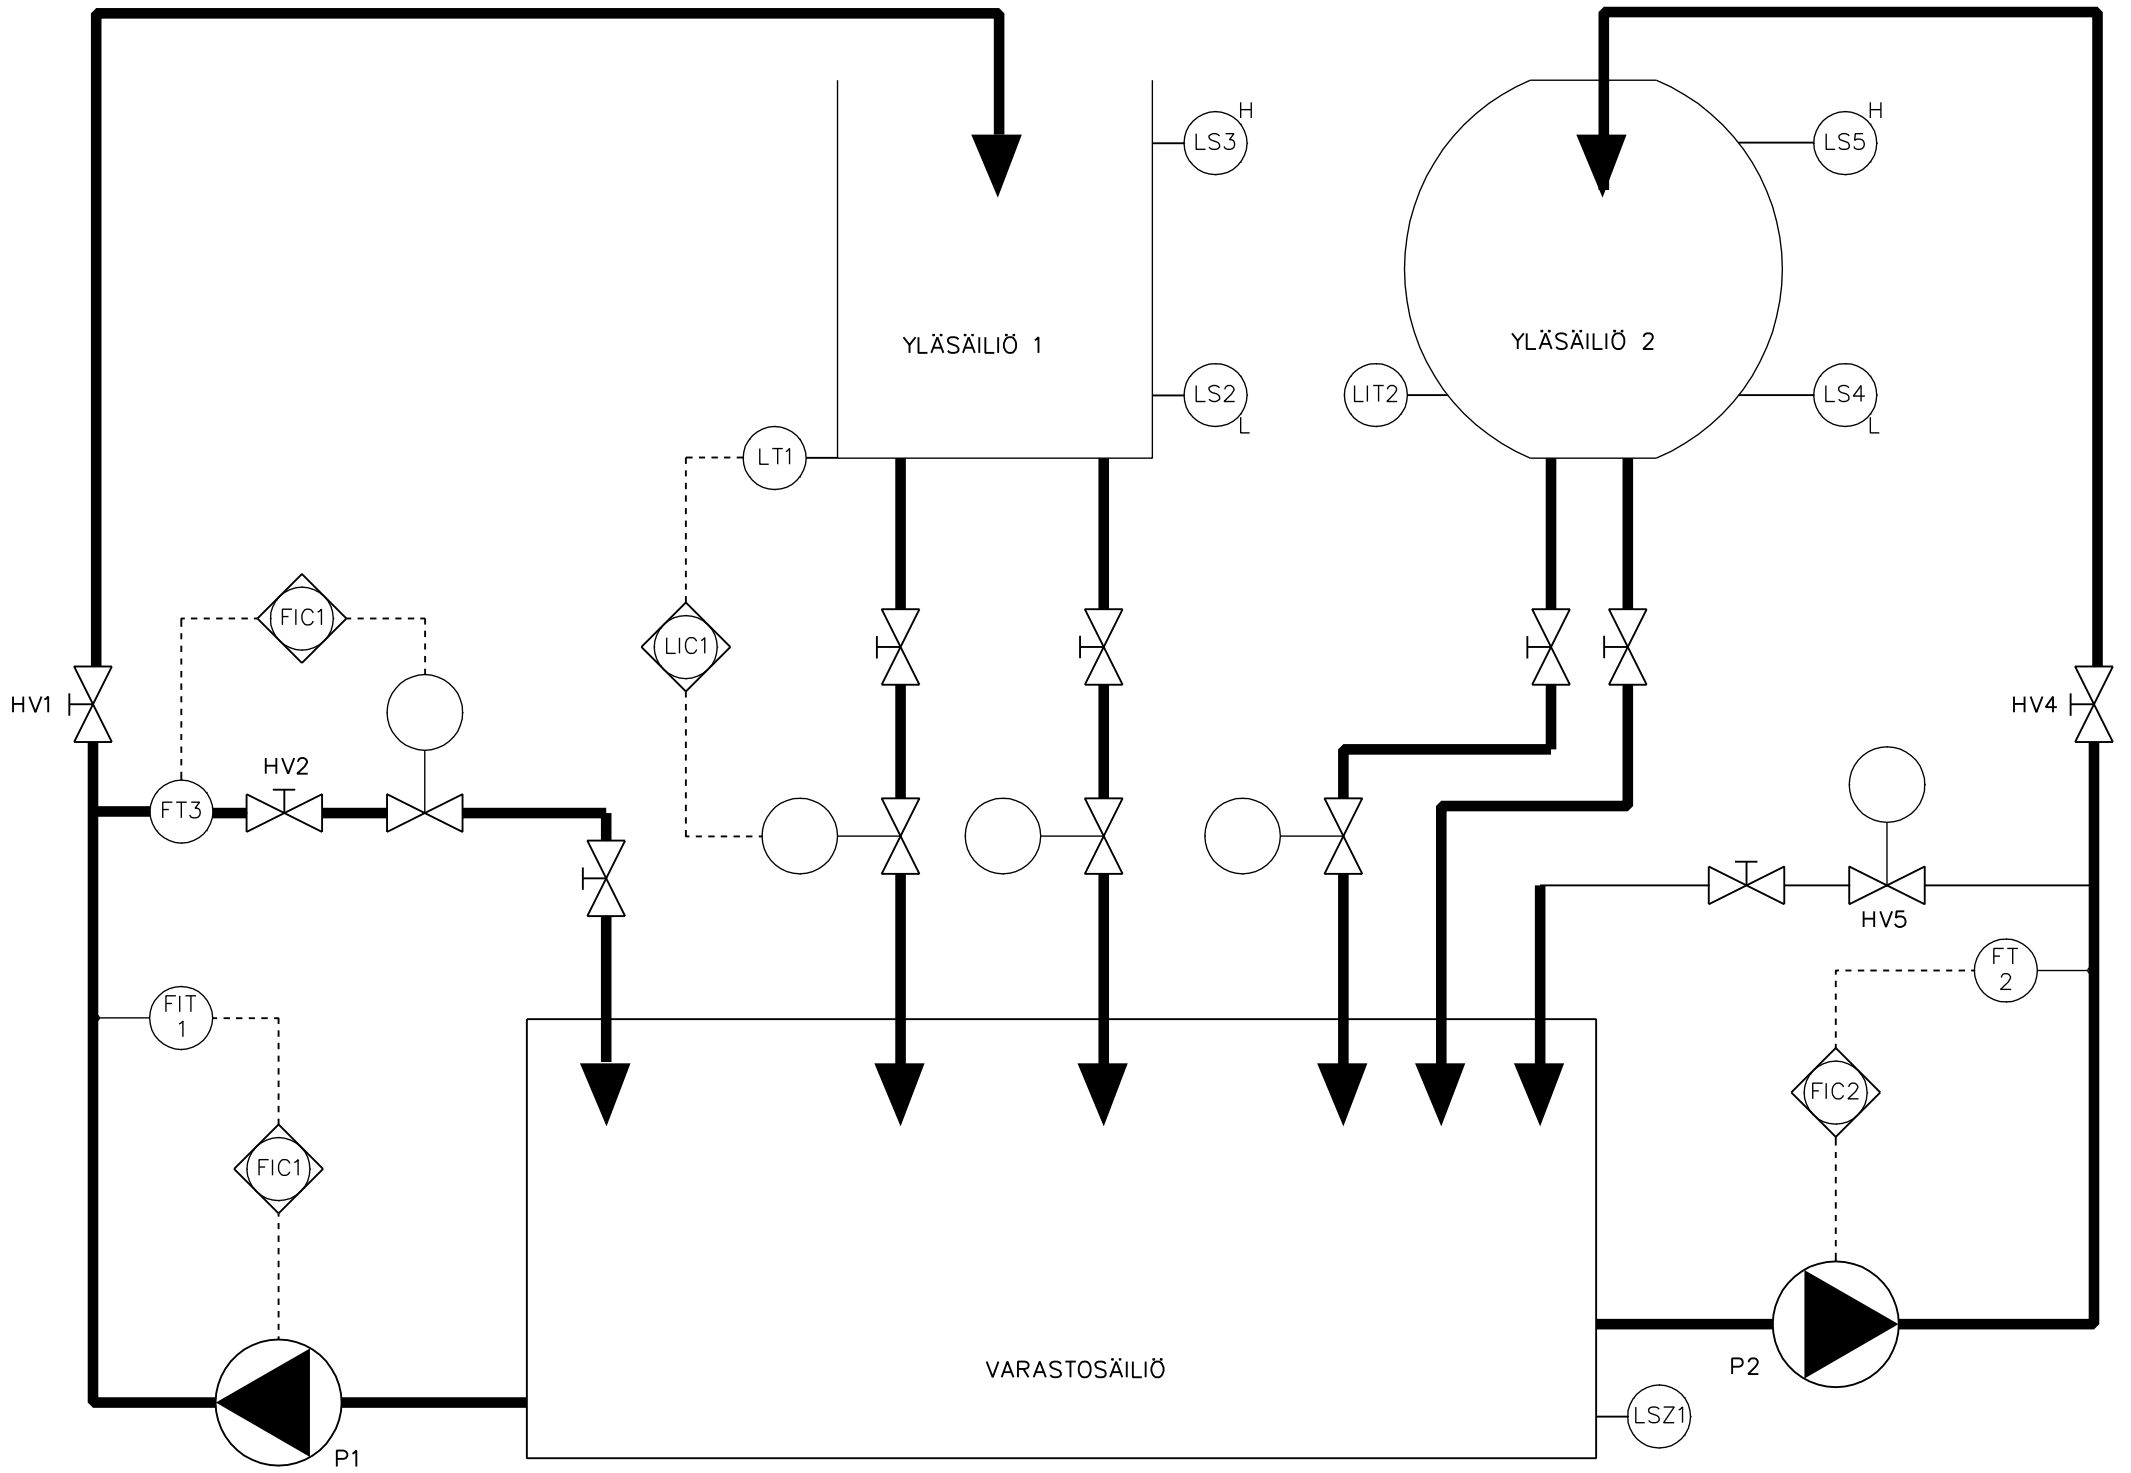 H
LS3
H
LS5
YLÄSÄILIÖ 1
YLÄSÄILIÖ 2
LS2
L
LIT2
LS4
L
LT1
FIC1
LIC1
HV1
HV4
HV2
FT3
HV5
FT
2
FIT
1
FIC2
FIC1
VARASTOSÄILIÖ
P2
LSZ1
P1